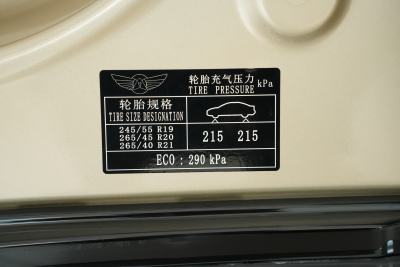 轮胎充气压力
TIRE PRESSURE kPa
轮胎规格
TIRE SIZE DESIGNATION
245/55 R19
265/45 R20
265/40 R21
215 215
ECO : 290 kPa